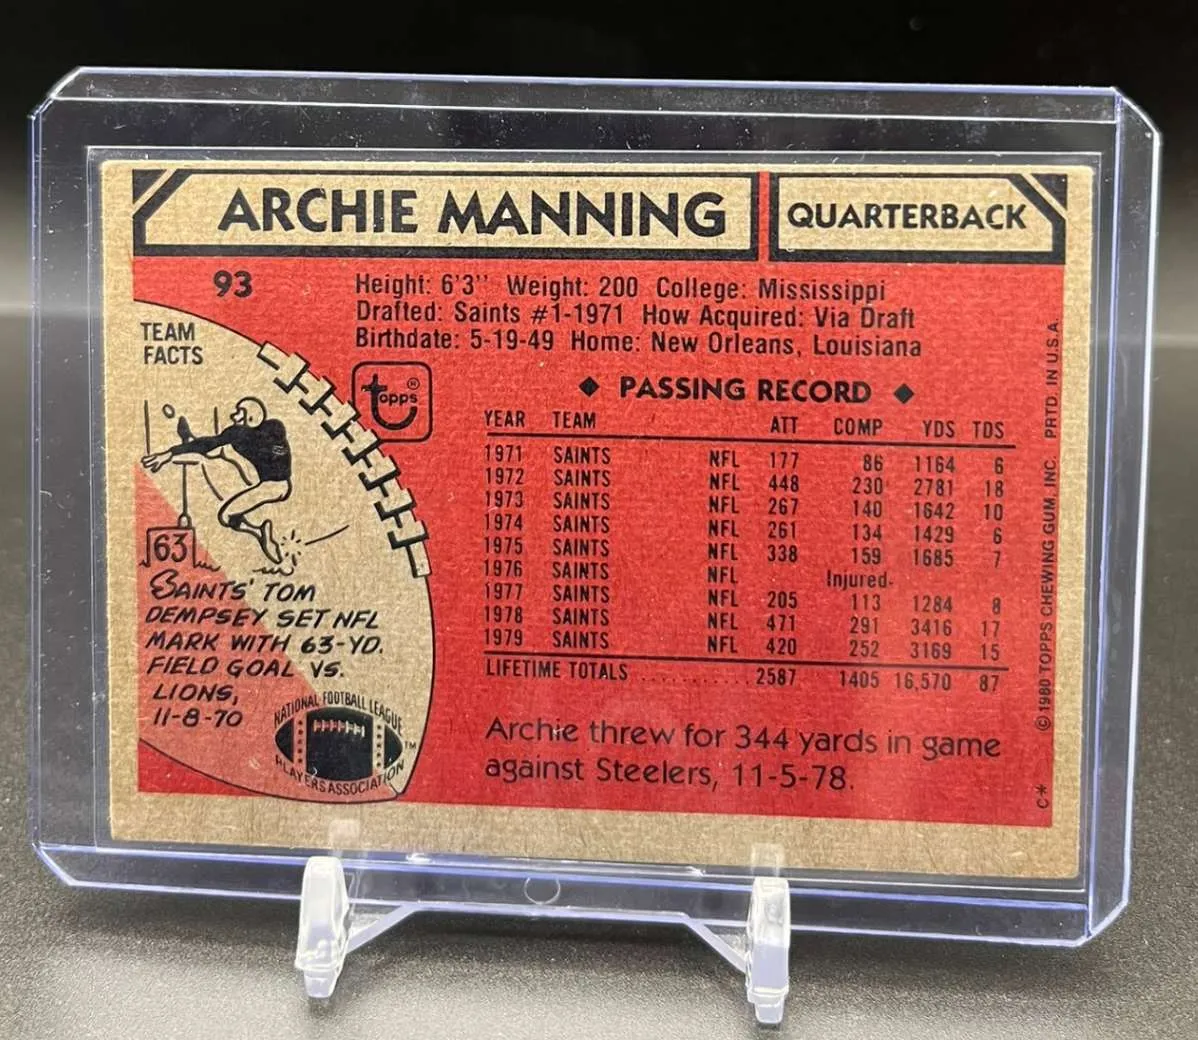 ARCHIE MANNING QUARTERBACK
93
Height: 6'3" Weight: 200 College: Mississippi
Drafted: Saints #1-1971 How Acquired: Via Draft
Birthdate: 5-19-49 Home: New Orleans, Louisiana
TEAM
FACTS
topps®
63
SAINTS' TOM
DEMPSEY SET NFL
MARK WITH 63-YD.
FIELD GOAL VS.
LIONS,
11-8-70
NATIONAL FOOTBALL LEAGUE
PLAYERS ASSOCIATION
TM
◆ PASSING RECORD ◆
YEAR TEAM ATT COMP YDS TDS
1971 SAINTS NFL 177 86 1164 6
1972 SAINTS NFL 448 230 2781 18
1973 SAINTS NFL 267 140 1642 10
1974 SAINTS NFL 261 134 1429 6
1975 SAINTS NFL 338 159 1685 7
1976 SAINTS NFL Injured
1977 SAINTS NFL 205 113 1284 8
1978 SAINTS NFL 471 291 3416 17
1979 SAINTS NFL 420 252 3169 15
LIFETIME TOTALS ........... 2587 1405 16,570 87
Archie threw for 344 yards in game
against Steelers, 11-5-78.
C* © 1980 TOPPS CHEWING GUM, INC. PRTD. IN U.S.A.